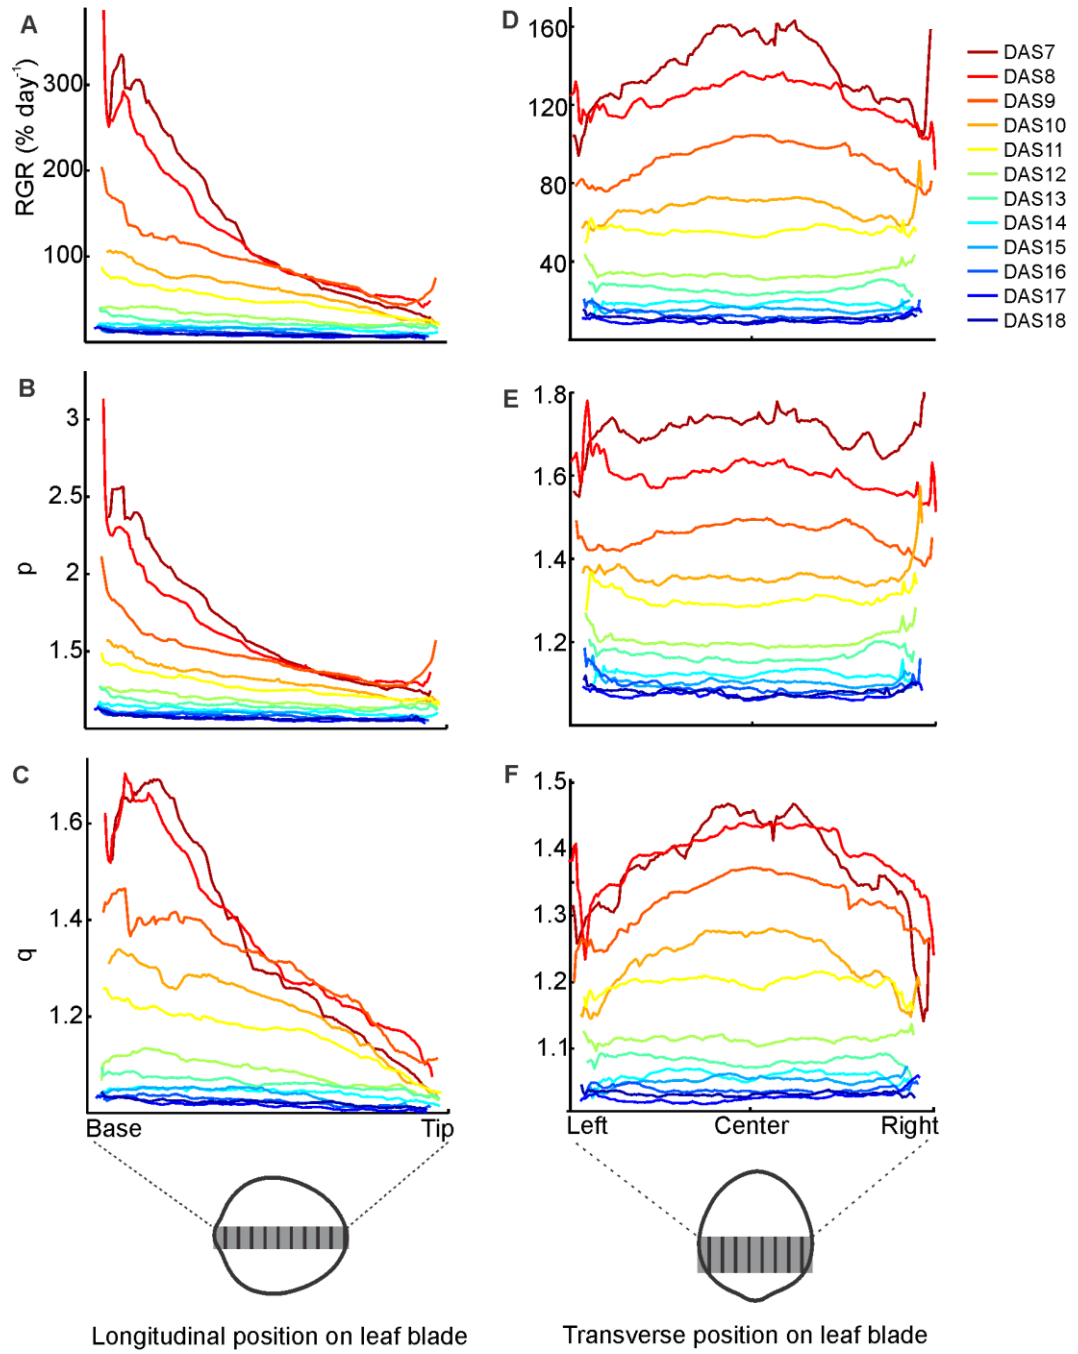 A
RGR (% day-1)
300
200
100
B
p
3
2.5
2
1.5
C
q
1.6
1.4
1.2
Base
Tip
Longitudinal position on leaf blade
D
160
120
80
40
E
1.8
1.6
1.4
1.2
F
1.5
1.4
1.3
1.2
1.1
Left
Center
Right
Transverse position on leaf blade
DAS7
DAS8
DAS9
DAS10
DAS11
DAS12
DAS13
DAS14
DAS15
DAS16
DAS17
DAS18